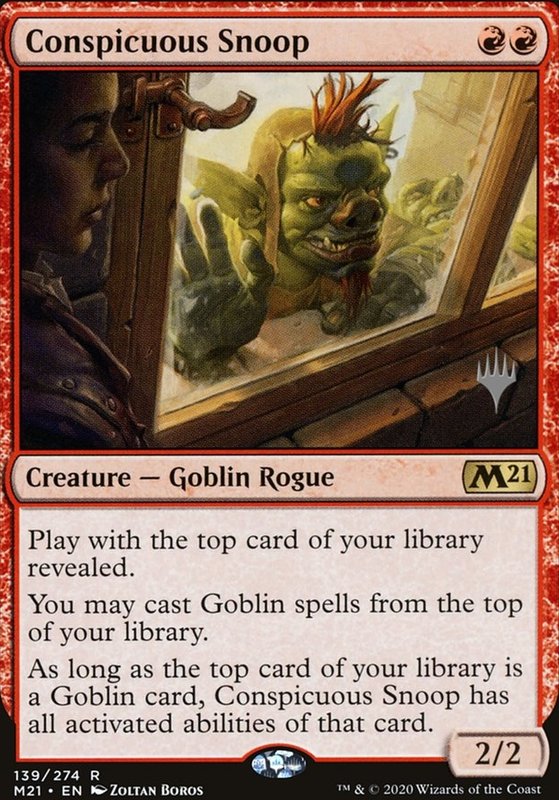 Conspicuous Snoop
Creature — Goblin Rogue
M21
Play with the top card of your library
revealed.
You may cast Goblin spells from the top
of your library.
As long as the top card of your library is
a Goblin card, Conspicuous Snoop has
all activated abilities of that card.
2/2
139/274 R
M21 • EN Zoltan Boros
™ & © 2020 Wizards of the Coast